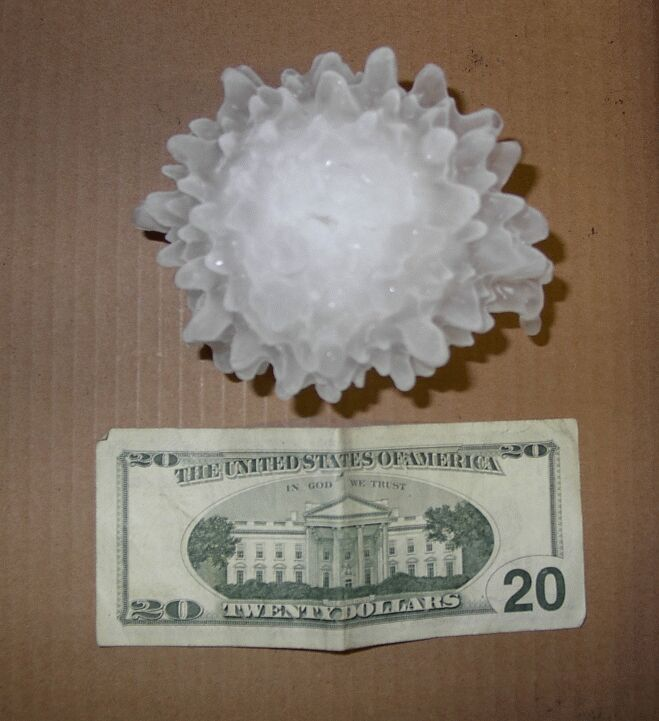 20 20
THE UNITED STATES OF AMERICA
IN GOD WE TRUST
20 TWENTY DOLLARS 20